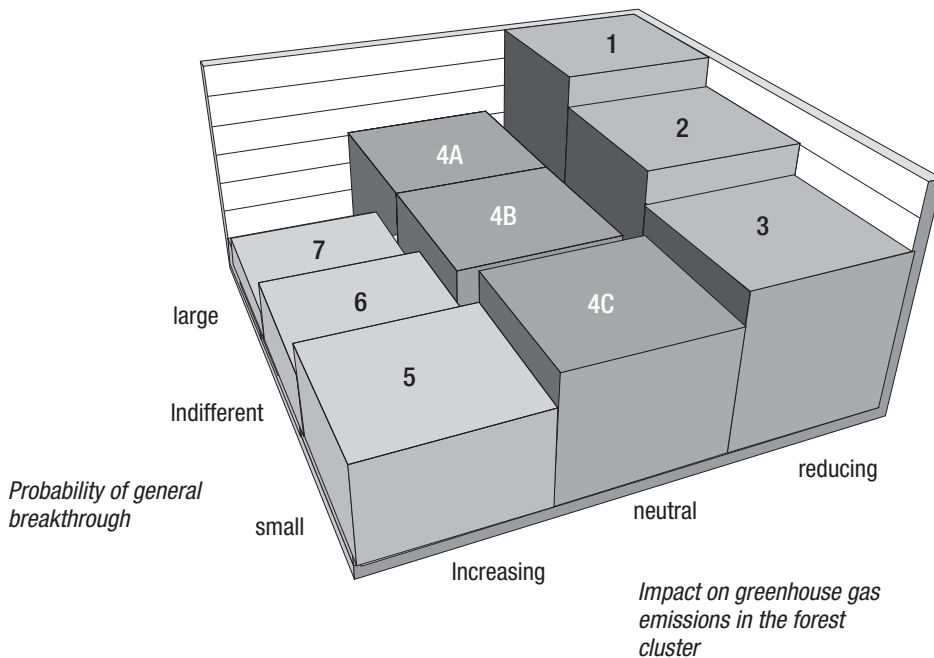 1
2
4A
4B
3
7
6
4C
large
5
Indifferent
reducing
Probability of general
breakthrough
neutral
small
Increasing
Impact on greenhouse gas
emissions in the forest
cluster